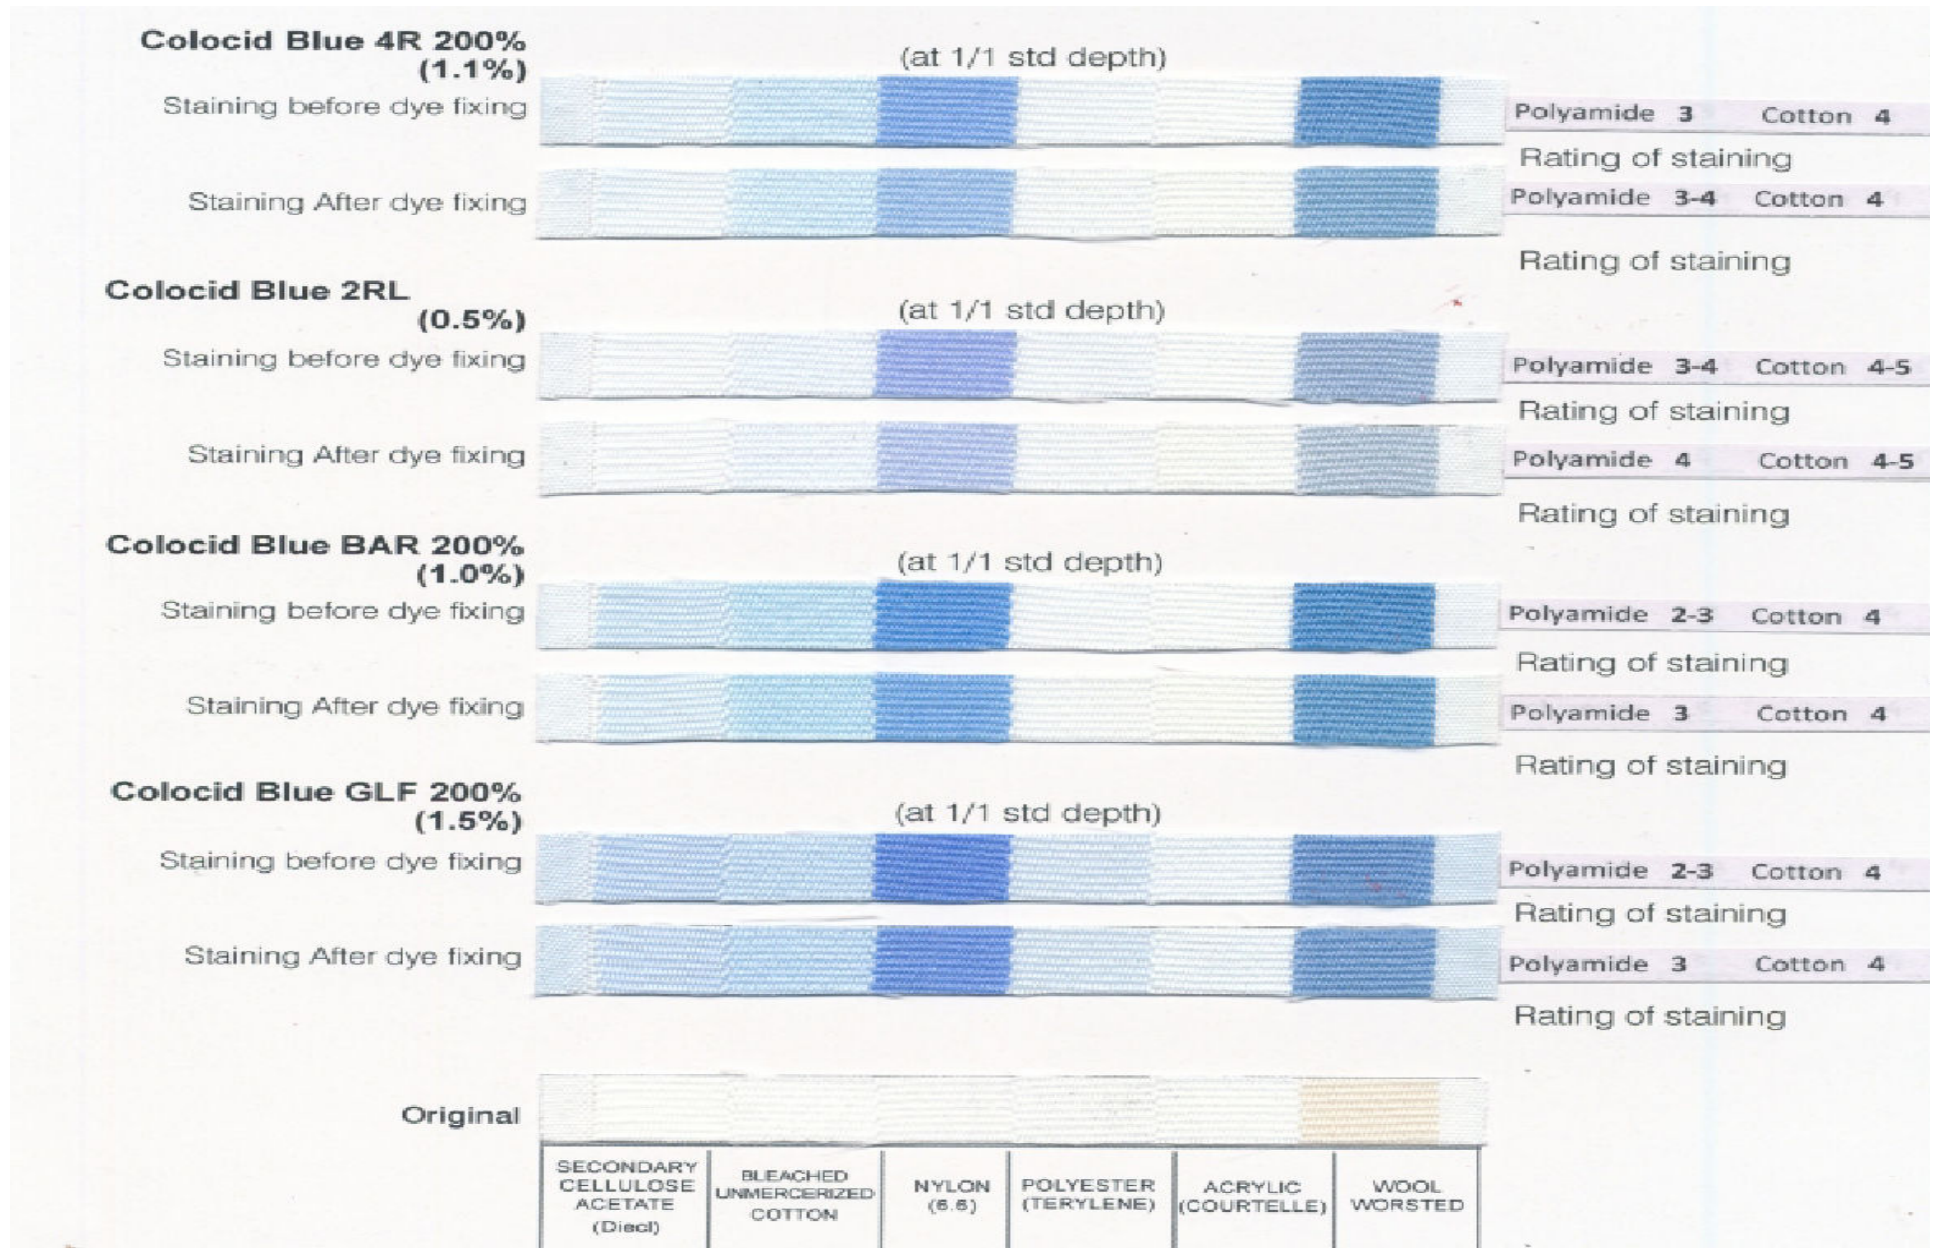 Colocid Blue 4R 200%
(1.1%)
(at 1/1 std depth)
Staining before dye fixing
Polyamide 3 Cotton 4
Rating of staining
Staining After dye fixing
Polyamide 3-4 Cotton 4
Rating of staining
Colocid Blue 2RL
(0.5%)
(at 1/1 std depth)
Staining before dye fixing
Polyamide 3-4 Cotton 4-5
Rating of staining
Staining After dye fixing
Polyamide 4 Cotton 4-5
Rating of staining
Colocid Blue BAR 200%
(1.0%)
(at 1/1 std depth)
Staining before dye fixing
Polyamide 2-3 Cotton 4
Rating of staining
Staining After dye fixing
Polyamide 3 Cotton 4
Rating of staining
Colocid Blue GLF 200%
(1.5%)
(at 1/1 std depth)
Staining before dye fixing
Polyamide 2-3 Cotton 4
Rating of staining
Staining After dye fixing
Polyamide 3 Cotton 4
Rating of staining
Original
SECONDARY
CELLULOSE
ACETATE
(Diecl)
BLEACHED
UNMERCERIZED
COTTON
NYLON
(6.6)
POLYESTER
(TERYLENE)
ACRYLIC
(COURTELLE)
WOOL
WORSTED